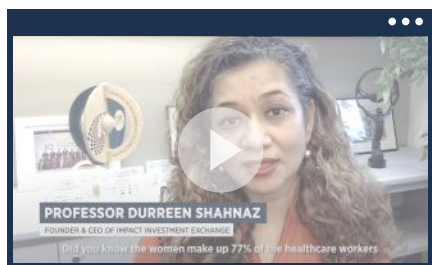 PROFESSOR DURREEN SHAHNAZ
FOUNDER & CEO OF IMPACT INVESTMENT EXCHANGE
Did you know the women make up 77% of the healthcare workers